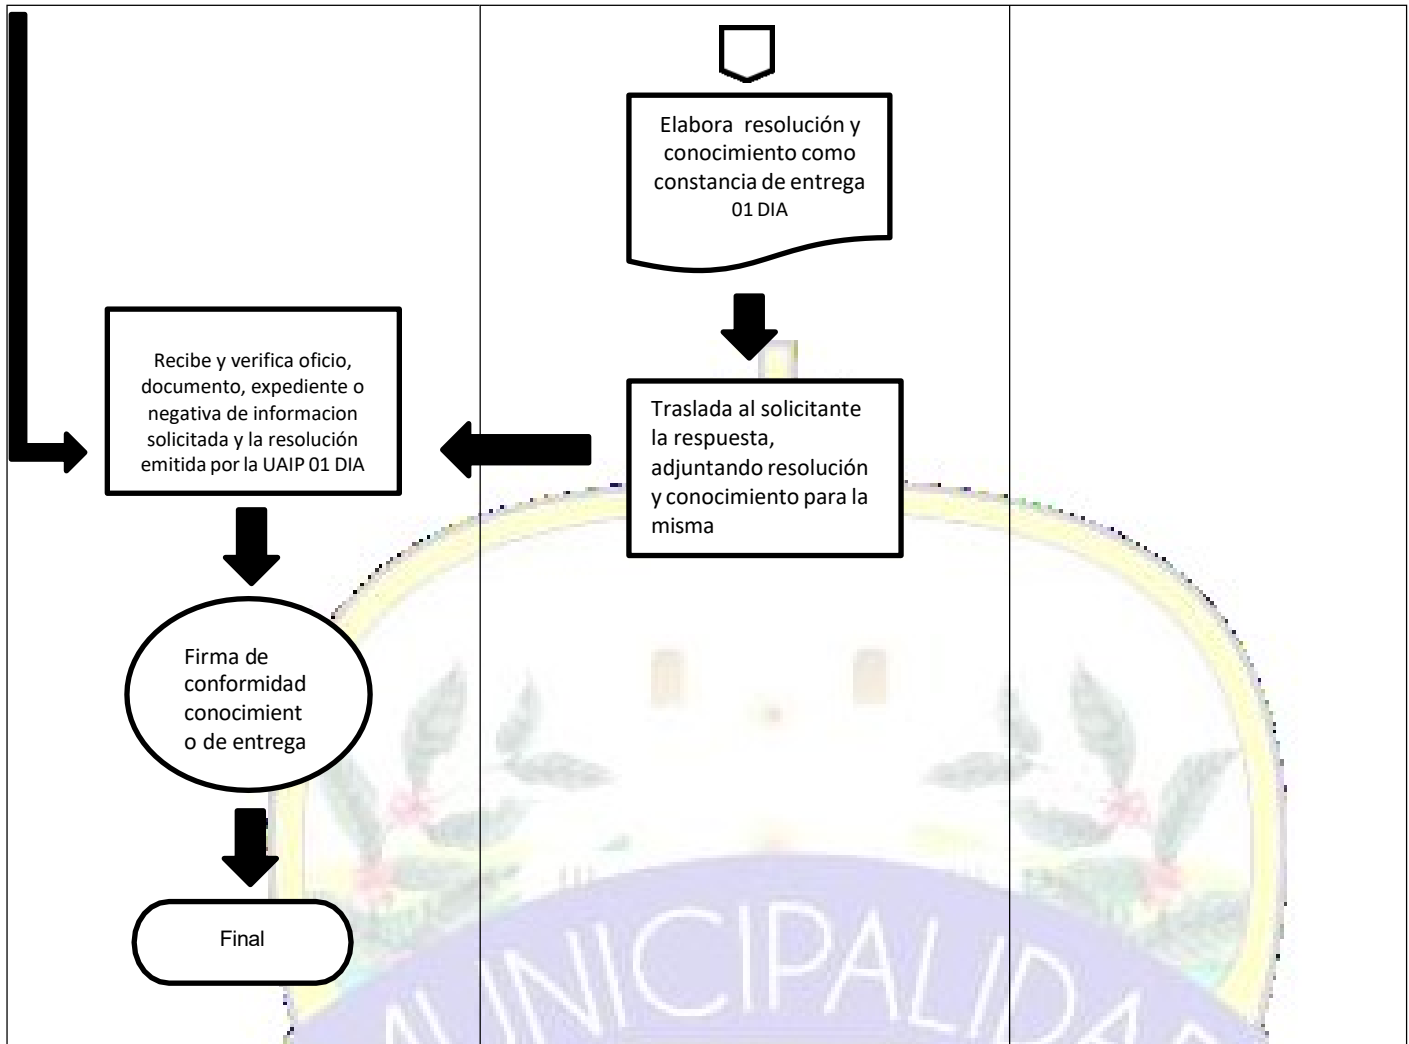 Elabora resolución y
conocimiento como
constancia de entrega
01 DIA
Recibe y verifica oficio,
documento, expediente o
negativa de informacion
solicitada y la resolución
emitida por la UAIP 01 DIA
Traslada al solicitante
la respuesta,
adjuntando resolución
y conocimiento para la
misma
Firma de
conformidad
conocimient
o de entrega
Final
MUNICIPALIDAD